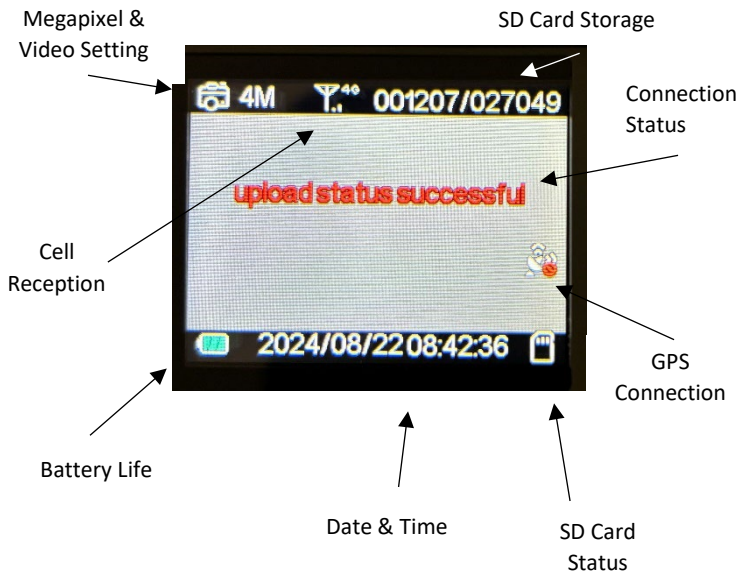 Megapixel &
Video Setting
SD Card Storage
4M 4G 001207/027049
Connection
Status
upload status successful
Cell
Reception
2024/08/22 08:42:36
GPS
Connection
Battery Life
Date & Time
SD Card
Status